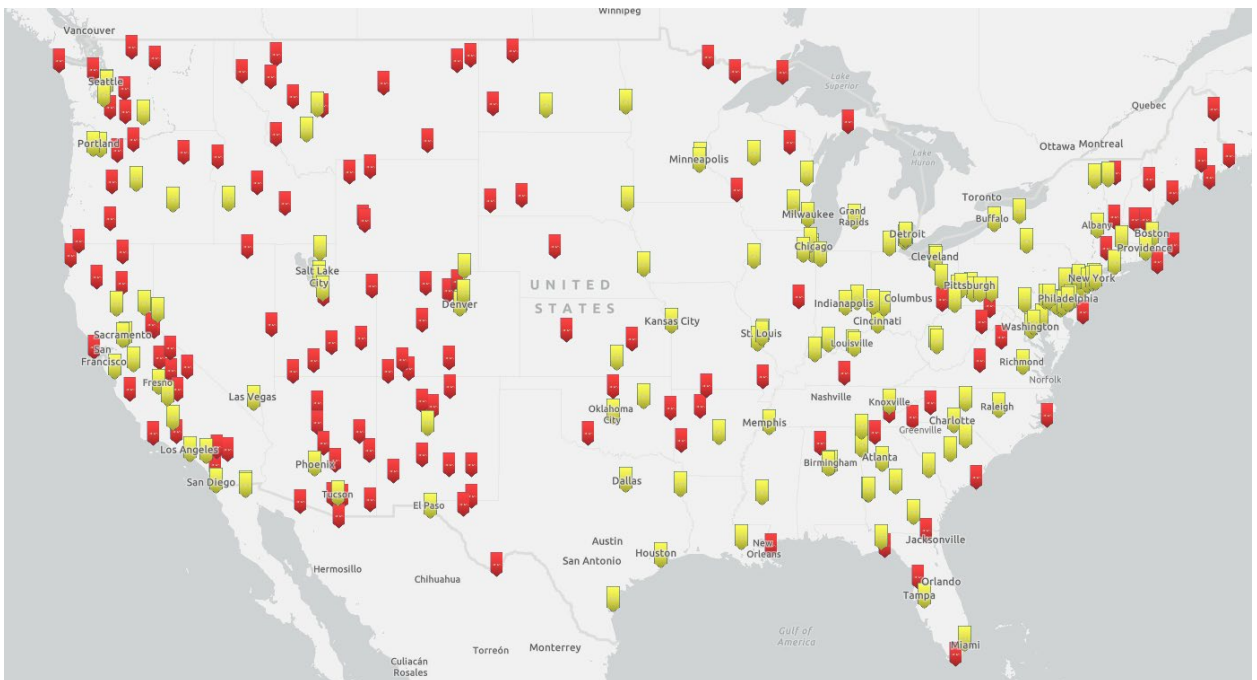 Winnipeg
Vancouver
Seattle
Lake
Superior
Quebec
Ottawa
Montreal
Portland
Minneapolis
Lake
Huron
Toronto
Milwaukee
Grand
Rapids
Buffalo
Albany
Boston
Detroit
Providence
Chicago
Cleveland
Salt Lake
City
Denver
UNITED
STATES
Pittsburgh
New York
Indianapolis
Columbus
Philadelphia
Sacramento
Kansas City
St. Louis
Cincinnati
Washington
San
Francisco
Louisville
Richmond
Fresno
Norfolk
Las Vegas
Nashville
Knoxville
Oklahoma
City
Memphis
Charlotte
Raleigh
Greenville
Los Angeles
Phoenix
Birmingham
Atlanta
San Diego
Dallas
Tucson
El Paso
Austin
New
Orleans
Jacksonville
Houston
San Antonio
Hermosillo
Chihuahua
Orlando
Tampa
Gulf of
America
Miami
Torreón
Monterrey
Culiacán
Rosales